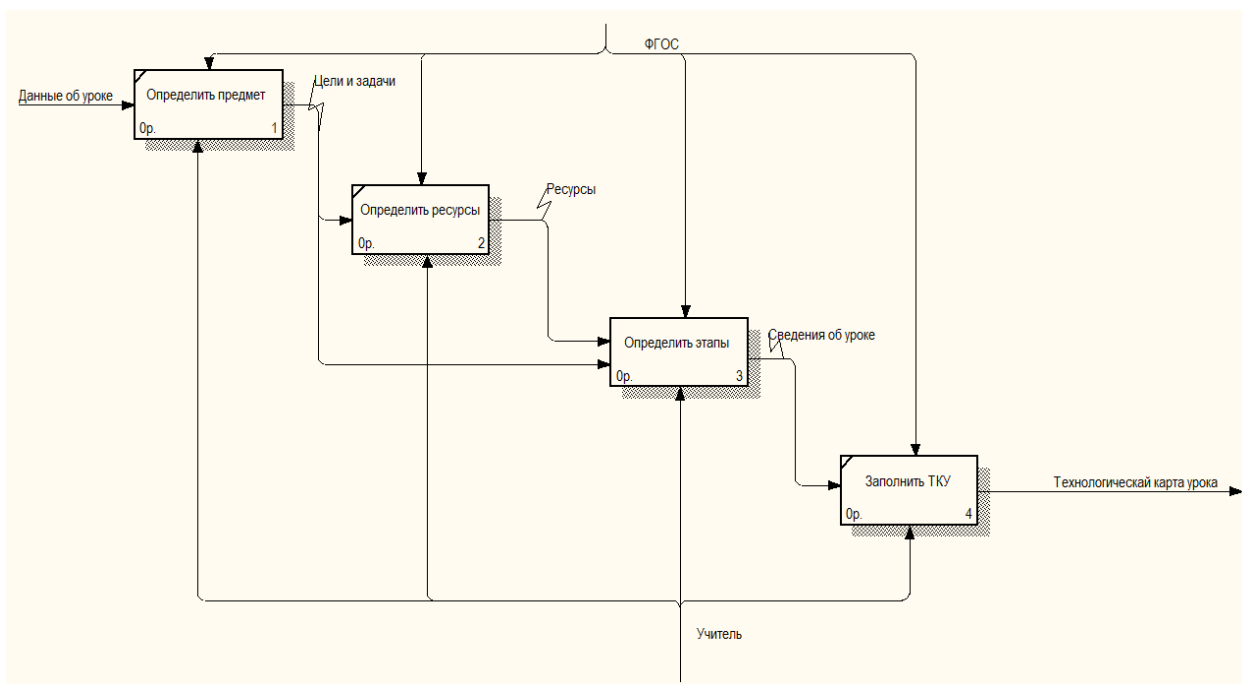 ФГОС
Цели и задачи
Данные об уроке
Определить предмет
0р. 1
Ресурсы
Определить ресурсы
0р. 2
Сведения об уроке
Определить этапы
0р. 3
Заполнить ТКУ
0р. 4
Технологическай карта урока
Учитель